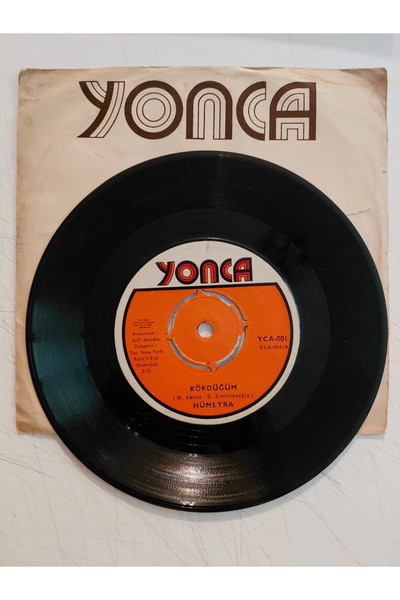 YONCA
YONCA
Aranjman :
Arif Mardin
Orkestra :
The New-York
Rock'n Roll
Ensemble
YCA-001
KÖRDÜĞÜM
HÜMEYRA